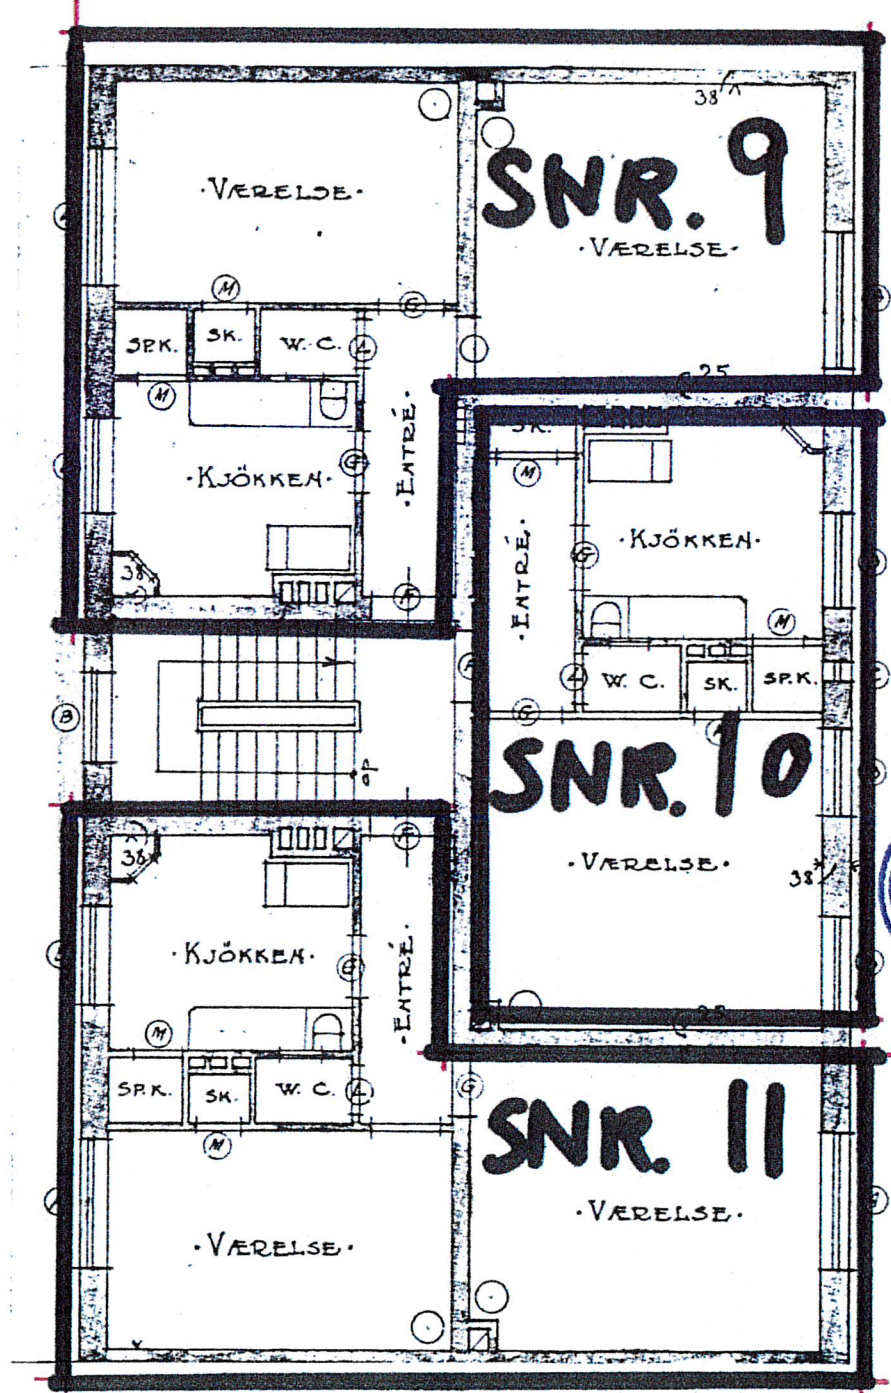 38
·VÆRELSE·
SNR. 9
·VÆRELSE·
M
G
A
SP.K.
SK.
W.C.
L
M
25
·KJÖKKEN·
G
·ENTRÉ·
SK.
M
·KJÖKKEN·
·ENTRÉ·
G
38
M
W.C.
SK.
SP.K.
L
C
B
G
OP
SNR. 10
38
·KJÖKKEN·
·ENTRÉ·
G
·VÆRELSE·
38
M
25
SP.K.
SK.
W.C.
L
G
M
SNR. 11
·VÆRELSE·
·VÆRELSE·